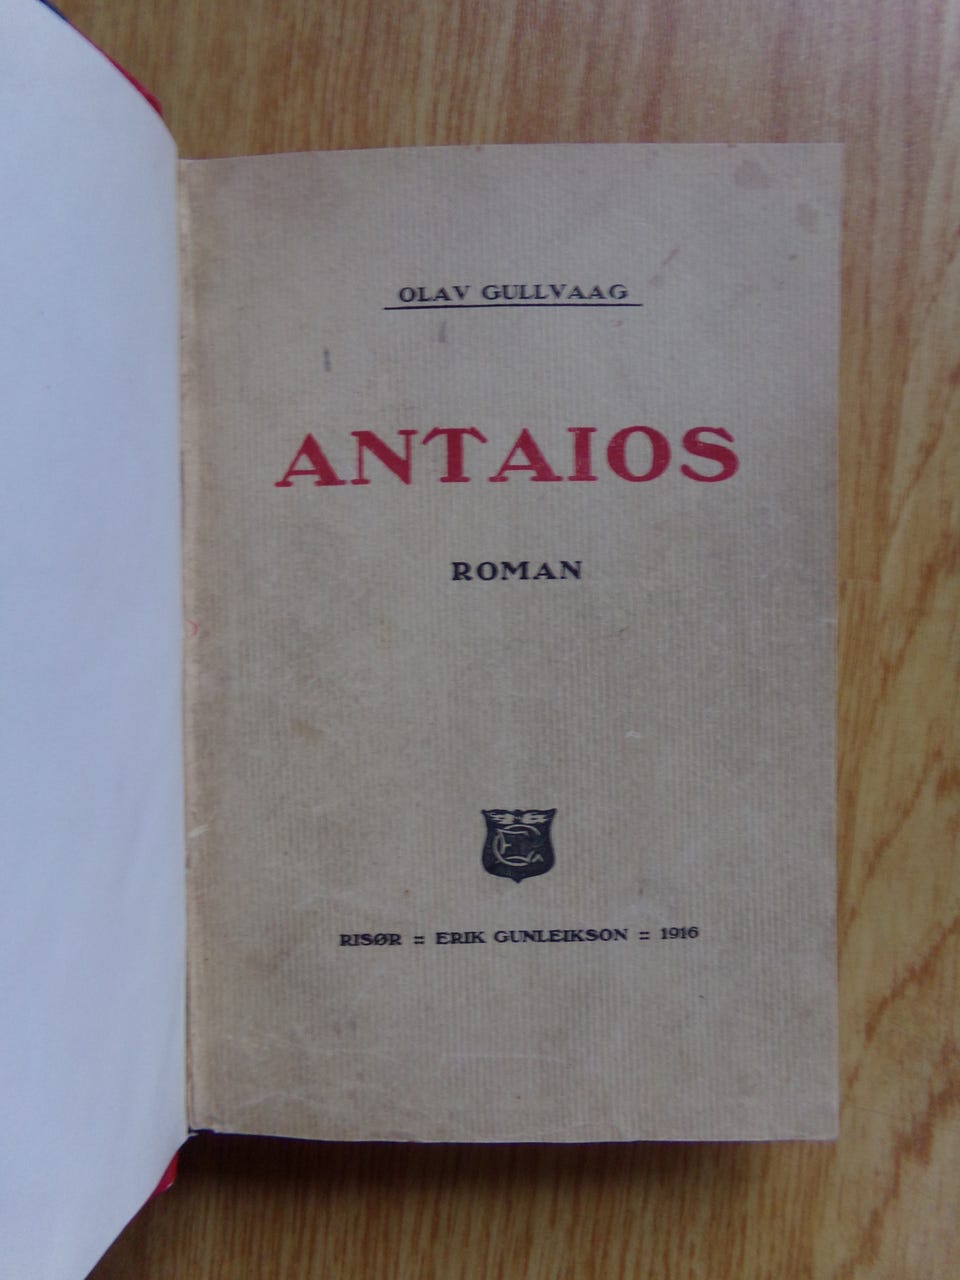 OLAV GULLVAAG
ANTAIOS
ROMAN
RISØR :: ERIK GUNLEIKSON :: 1916